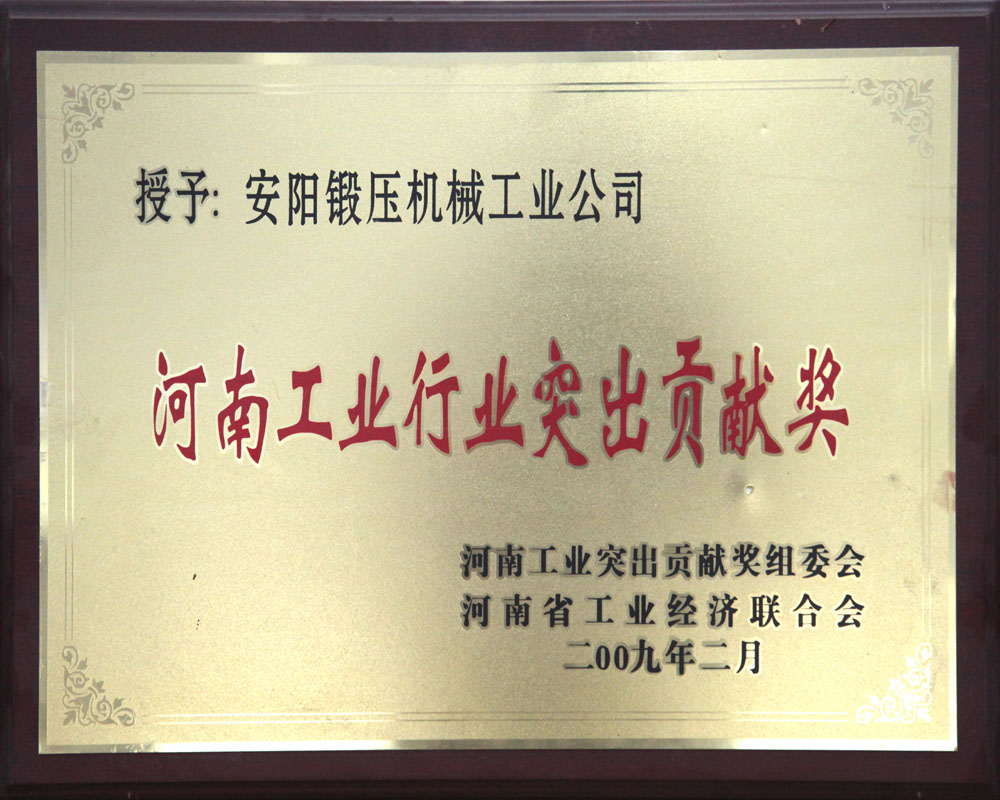 授予: 安阳锻压机械工业公司
河南工业行业突出贡献奖
河南工业突出贡献奖组委会
河南省工业经济联合会
二00九年二月